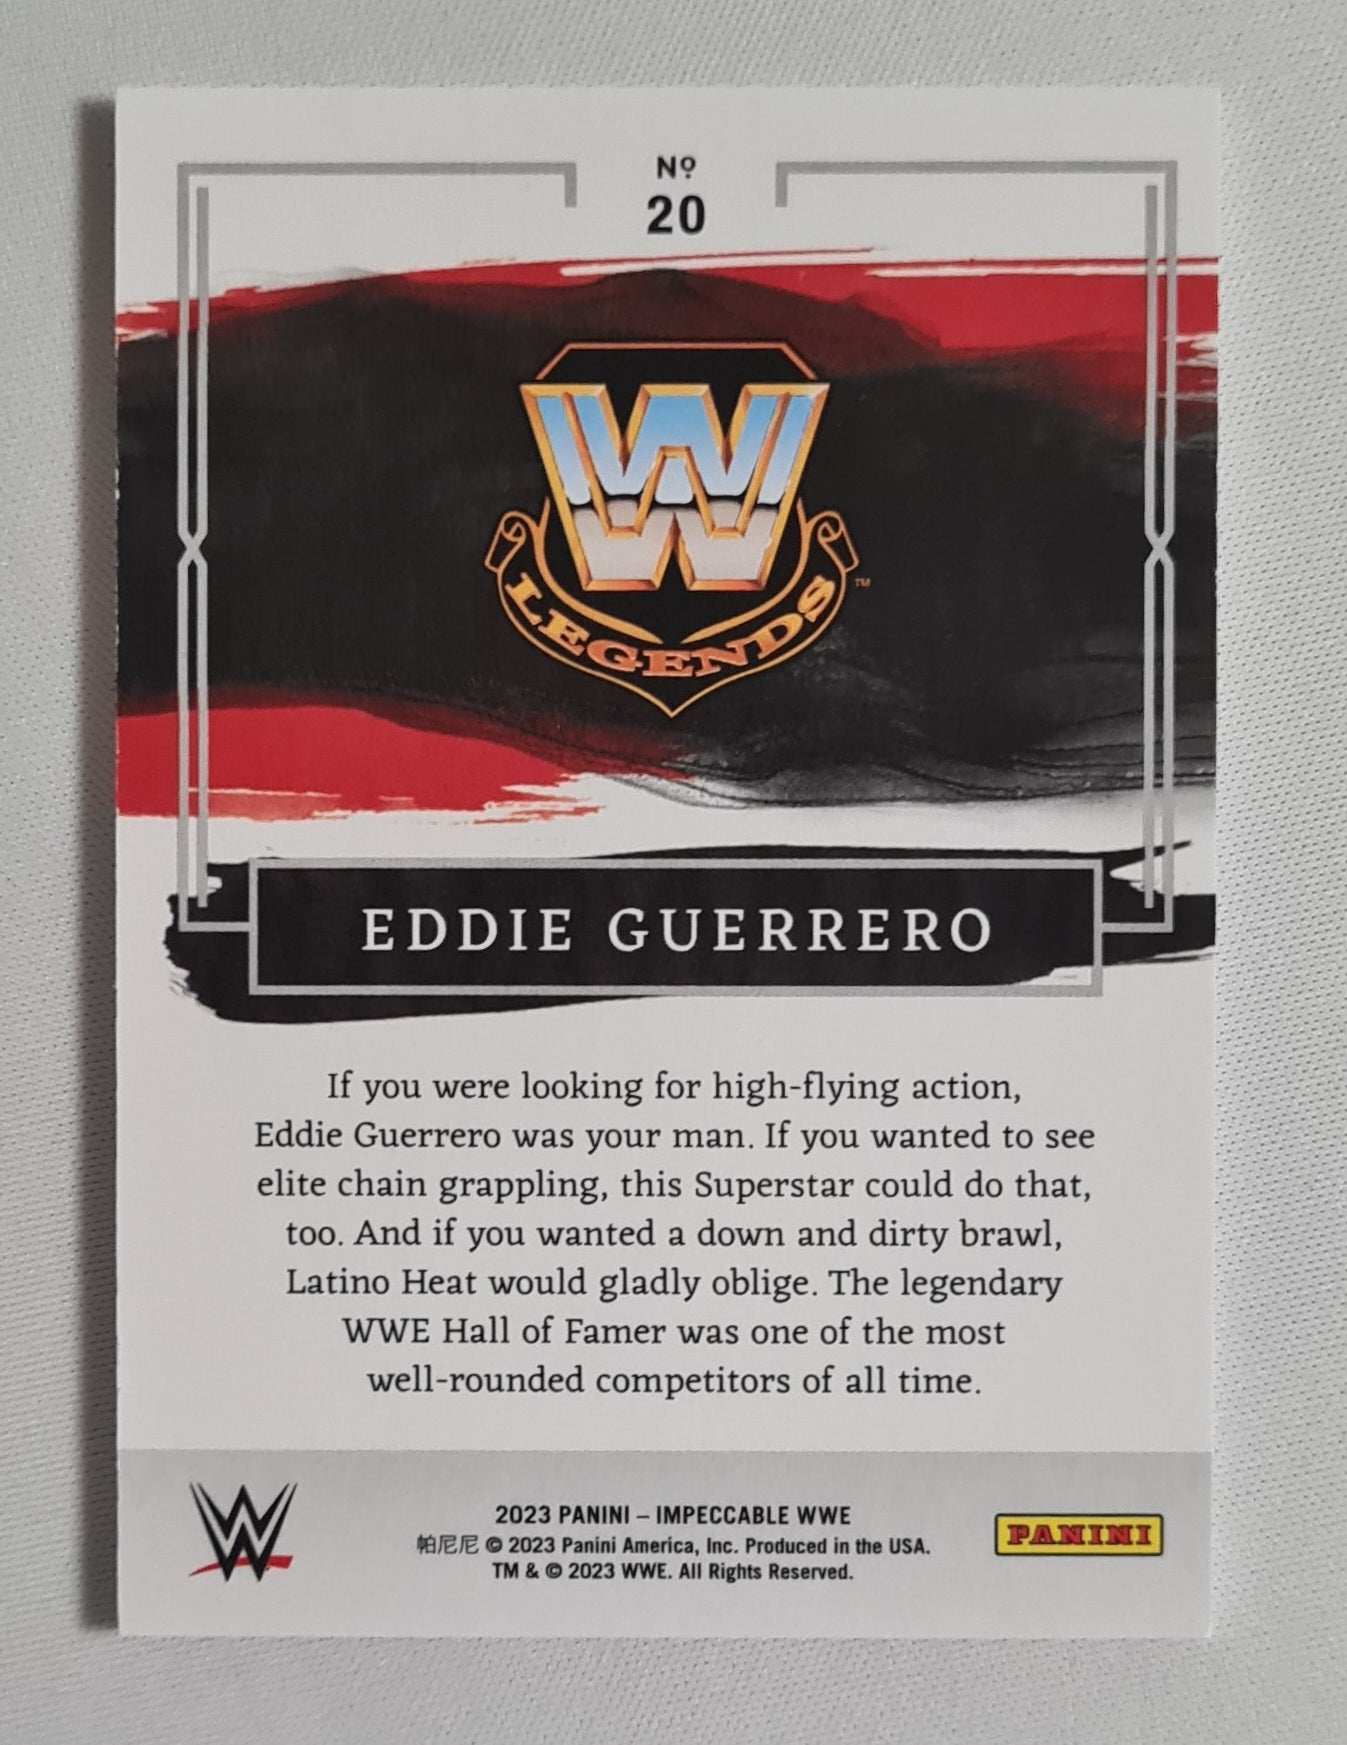 Nº
20
W
LEGENDS
TM
EDDIE GUERRERO
If you were looking for high-flying action,
Eddie Guerrero was your man. If you wanted to see
elite chain grappling, this Superstar could do that,
too. And if you wanted a down and dirty brawl,
Latino Heat would gladly oblige. The legendary
WWE Hall of Famer was one of the most
well-rounded competitors of all time.
W
2023 PANINI – IMPECCABLE WWE
帕尼尼 © 2023 Panini America, Inc. Produced in the USA.
TM & © 2023 WWE. All Rights Reserved.
PANINI